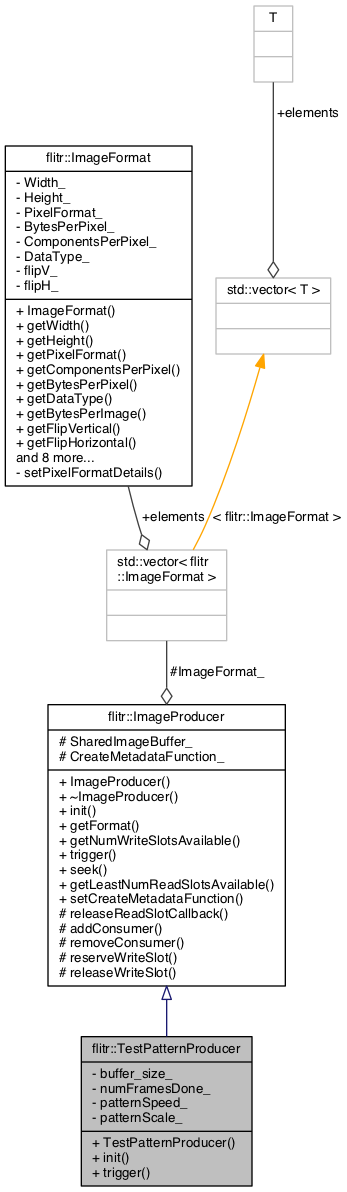 T
+elements
flitr::ImageFormat
- Width_
- Height_
- PixelFormat_
- BytesPerPixel_
- ComponentsPerPixel_
- DataType_
- flipV_
- flipH_
+ ImageFormat()
+ getWidth()
+ getHeight()
+ getPixelFormat()
+ getComponentsPerPixel()
+ getBytesPerPixel()
+ getDataType()
+ getBytesPerImage()
+ getFlipVertical()
+ getFlipHorizontal()
and 8 more...
- setPixelFormatDetails()
std::vector< T >
+elements
< flitr::ImageFormat >
std::vector< flitr
::ImageFormat >
#ImageFormat_
flitr::ImageProducer
# SharedImageBuffer_
# CreateMetadataFunction_
+ ImageProducer()
+ ~ImageProducer()
+ init()
+ getFormat()
+ getNumWriteSlotsAvailable()
+ trigger()
+ seek()
+ getLeastNumReadSlotsAvailable()
+ setCreateMetadataFunction()
# releaseReadSlotCallback()
# addConsumer()
# removeConsumer()
# reserveWriteSlot()
# releaseWriteSlot()
flitr::TestPatternProducer
- buffer_size_
- numFramesDone_
- patternSpeed_
- patternScale_
+ TestPatternProducer()
+ init()
+ trigger()